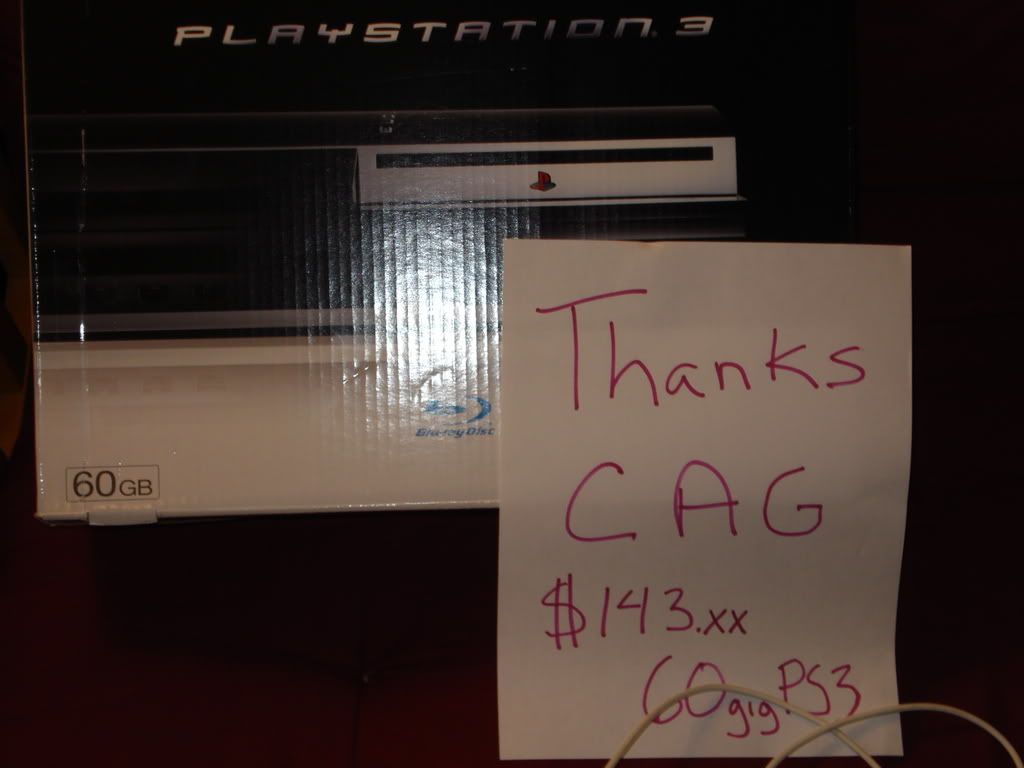 PLAYSTATION 3
Blu-ray Disc
60GB
Thanks
CAG
$143.xx
60gig PS3